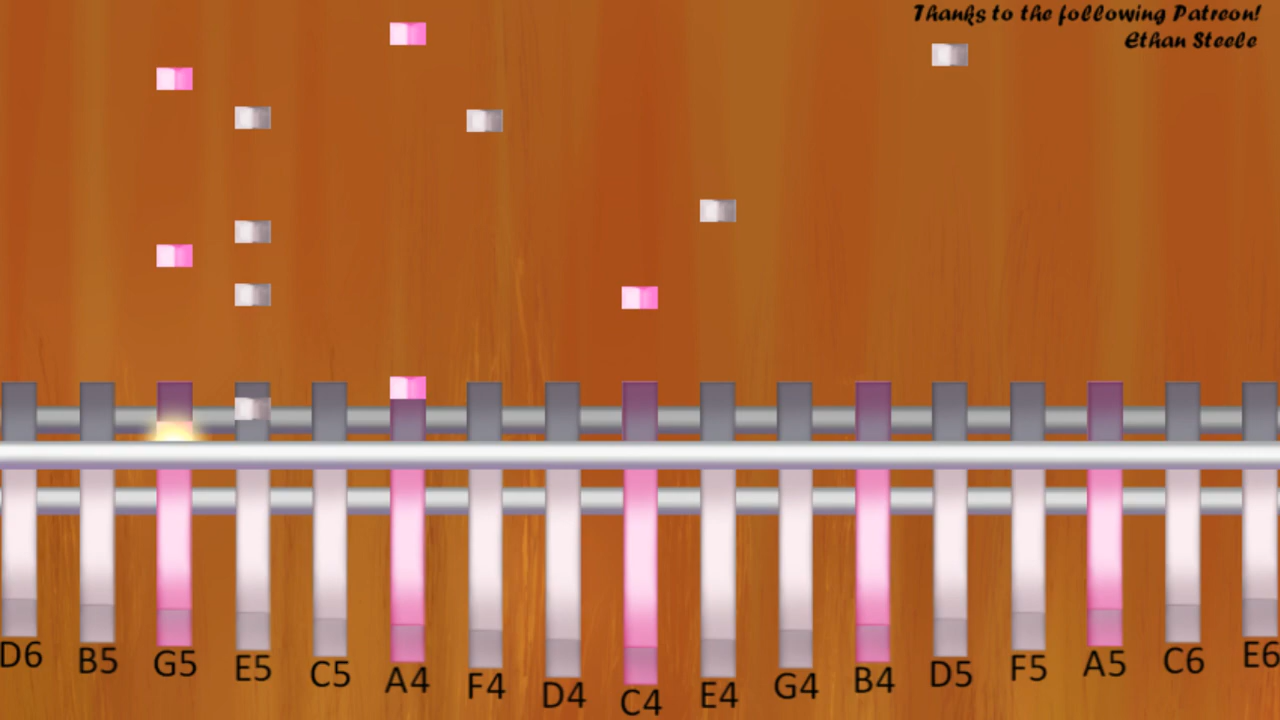 Thanks to the following Patreon!
Ethan Steele
D6 B5 G5 E5 C5 A4 F4 D4 C4 E4 G4 B4 D5 F5 A5 C6 E6